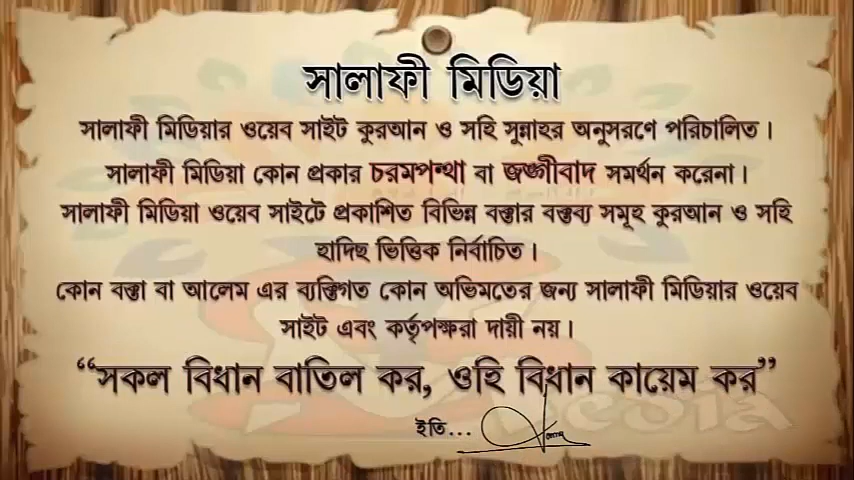 সালাফী মিডিয়া
সালাফী মিডিয়ার ওয়েব সাইট কুরআন ও সহি সুন্নাহর অনুসরণে পরিচালিত।
সালাফী মিডিয়া কোন প্রকার চরমপন্থা বা জঙ্গীবাদ সমর্থন করেনা।
সালাফী মিডিয়া ওয়েব সাইটে প্রকাশিত বিভিন্ন বক্তার বক্তব্য সমূহ কুরআন ও সহি
হাদিছ ভিত্তিক নির্বাচিত।
কোন বক্তা বা আলেম এর ব্যক্তিগত কোন অভিমতের জন্য সালাফী মিডিয়ার ওয়েব
সাইট এবং কর্তৃপক্ষরা দায়ী নয়।
“সকল বিধান বাতিল কর, ওহি বিধান কায়েম কর”
ইতি...